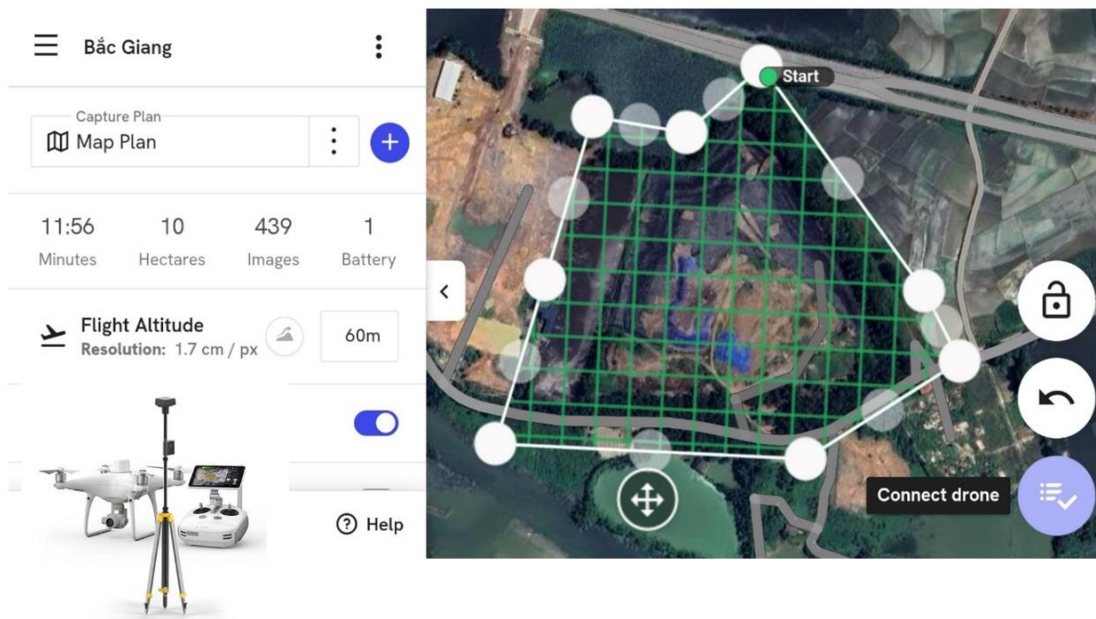 Bắc Giang
Capture Plan
Map Plan
11:56 10 439 1
Minutes Hectares Images Battery
Flight Altitude
Resolution: 1.7 cm / px
60m
Help
Start
Connect drone